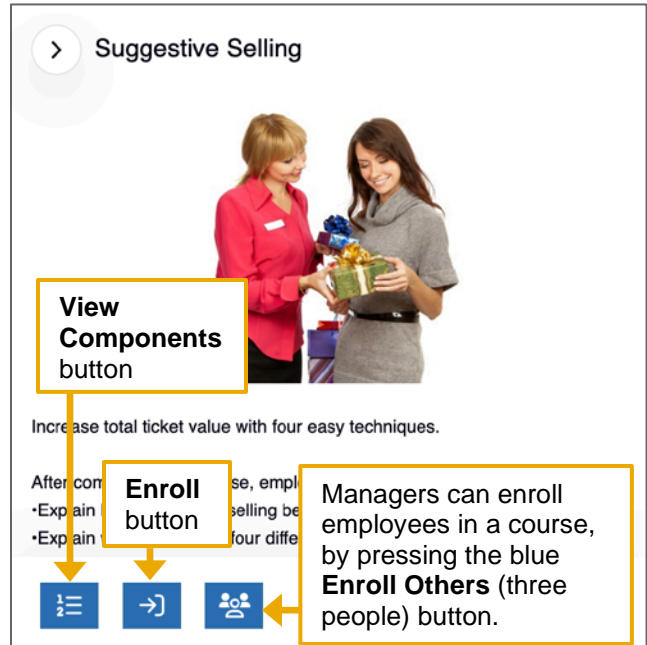 Suggestive Selling
View
Components
button
Increase total ticket value with four easy techniques.
After com
se, empl
Enroll
button
•Explain
selling be
•Explain
four diffe
Managers can enroll
employees in a course,
by pressing the blue
Enroll Others (three
people) button.